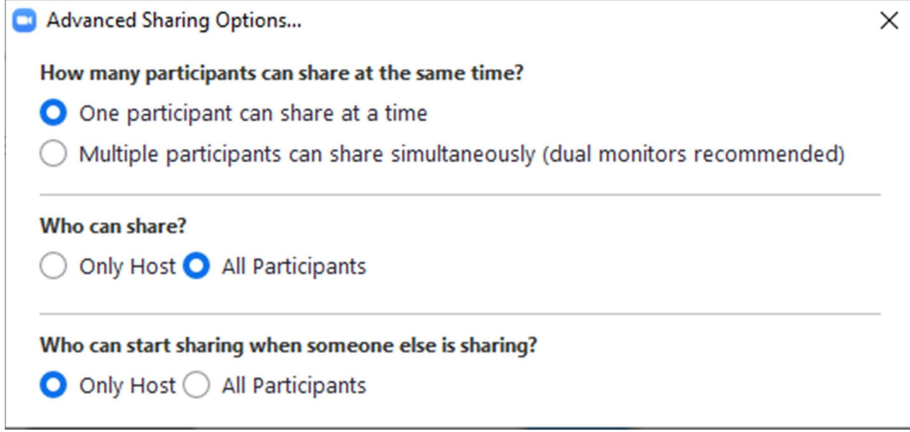 Advanced Sharing Options...
How many participants can share at the same time?
One participant can share at a time
Multiple participants can share simultaneously (dual monitors recommended)
Who can share?
Only Host All Participants
Who can start sharing when someone else is sharing?
Only Host All Participants